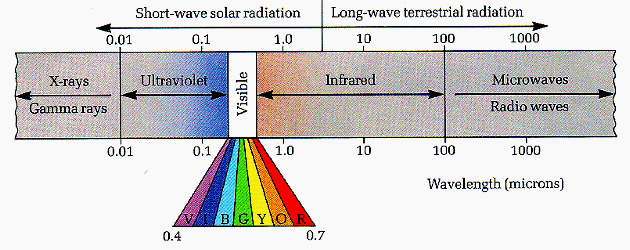 Short-wave solar radiation Long-wave terrestrial radiation
0.01 0.1 1.0 10 100 1000
X-rays Ultraviolet Visible Infrared Microwaves
Gamma rays Radio waves
0.01 0.1 1.0 10 100 1000
Wavelength (microns)
V I B G Y O R
0.4 0.7